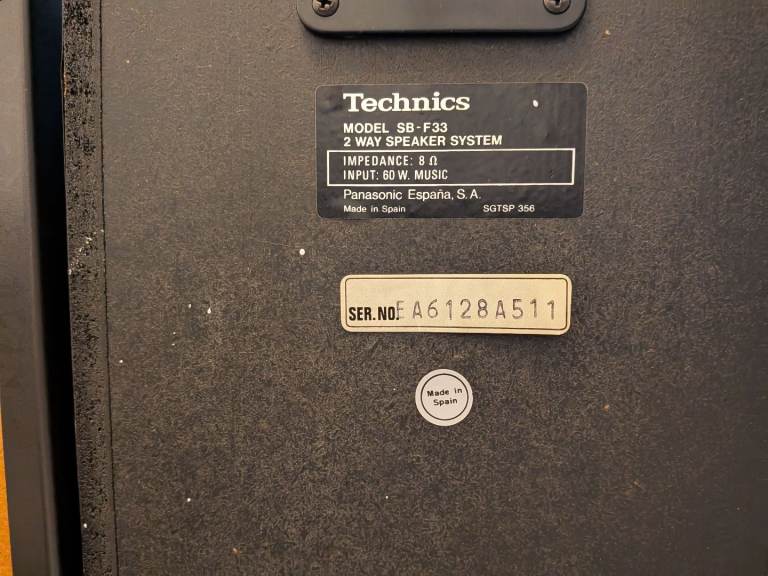 Technics
MODEL SB-F33
2 WAY SPEAKER SYSTEM
IMPEDANCE: 8 Ω
INPUT: 60 W. MUSIC
Panasonic España, S. A.
Made in Spain SGTSP 356
SER.NO. EA6128A511
Made in
Spain